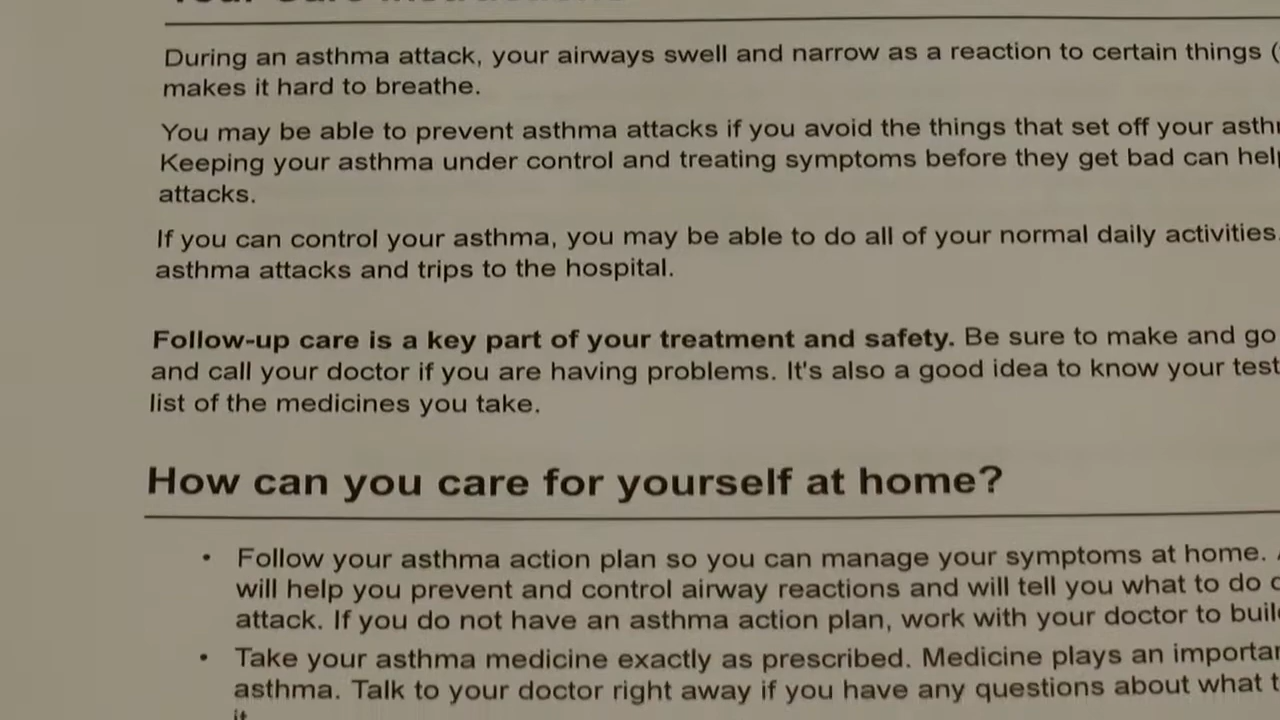 Your Care Instructions
During an asthma attack, your airways swell and narrow as a reaction to certain things (
makes it hard to breathe.
You may be able to prevent asthma attacks if you avoid the things that set off your
Keeping your asthma under control and treating symptoms before they get bad can
attacks.
If you can control your asthma, you may be able to do all of your normal daily activities.
asthma attacks and trips to the hospital.
Follow-up care is a key part of your treatment and safety. Be sure to make and go
and call your doctor if you are having problems. It's also a good idea to know your test
list of the medicines you take.
How can you care for yourself at home?
• Follow your asthma action plan so you can manage your symptoms at home.
will help you prevent and control airway reactions and will tell you what to do
attack. If you do not have an asthma action plan, work with your doctor to
• Take your asthma medicine exactly as prescribed. Medicine plays an
asthma. Talk to your doctor right away if you have any questions about what
it